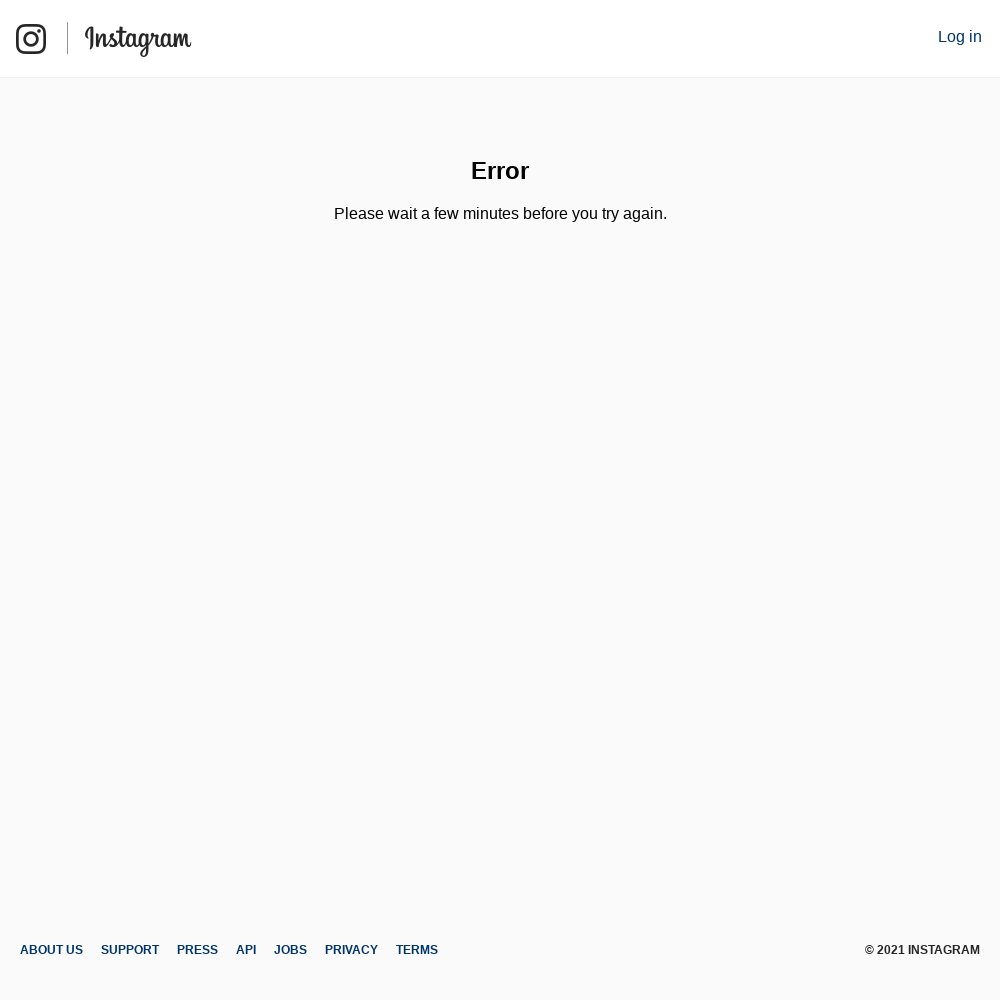 Instagram
Log in
Error
Please wait a few minutes before you try again.
ABOUT US SUPPORT PRESS API JOBS PRIVACY TERMS © 2021 INSTAGRAM